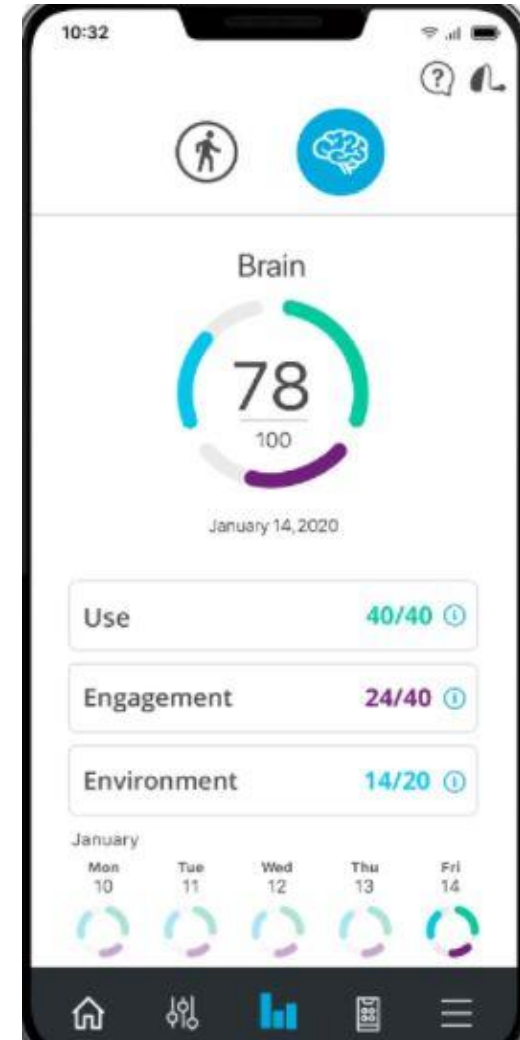 10:32
?
Brain
78
100
January 14, 2020
Use 40/40 i
Engagement 24/40 i
Environment 14/20 i
January
Mon Tue Wed Thu Fri
10 11 12 13 14